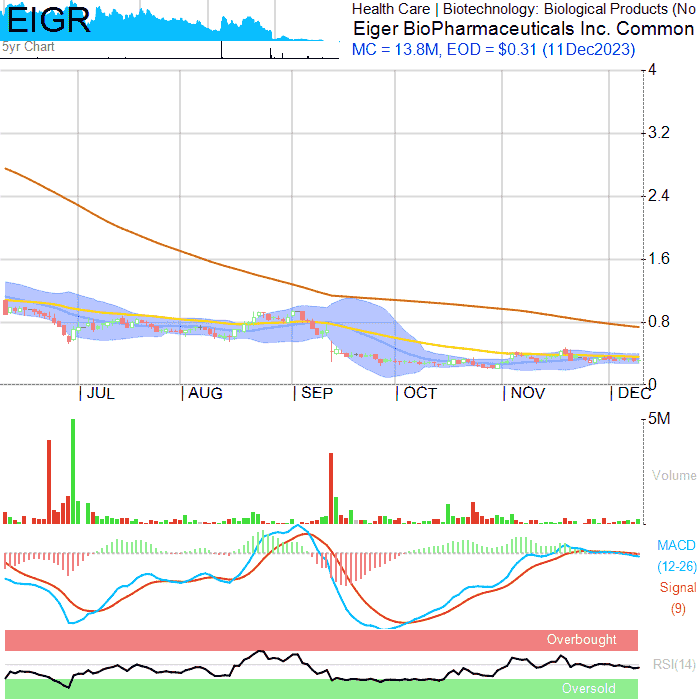 EIGR
5yr Chart
Health Care | Biotechnology: Biological Products (No
Eiger BioPharmaceuticals Inc. Common
MC = 13.8M, EOD = $0.31 (11Dec2023)
4
3.2
2.4
1.6
0.8
0
JUL
AUG
SEP
OCT
NOV
DEC
5M
Volume
MACD
(12-26)
Signal
(9)
Overbought
RSI(14)
Oversold